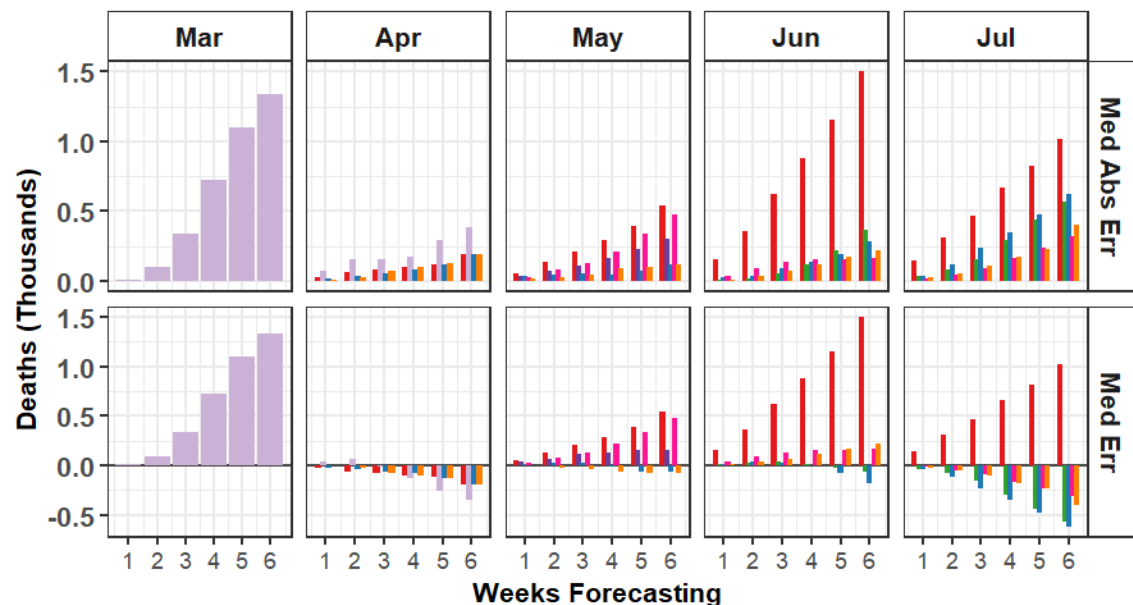 Mar Apr May Jun Jul
1.5
1.0
0.5
0.0
Med Abs Err
1.5
1.0
0.5
0.0
-0.5
Med Err
Deaths (Thousands)
1 2 3 4 5 6 1 2 3 4 5 6 1 2 3 4 5 6 1 2 3 4 5 6 1 2 3 4 5 6
Weeks Forecasting